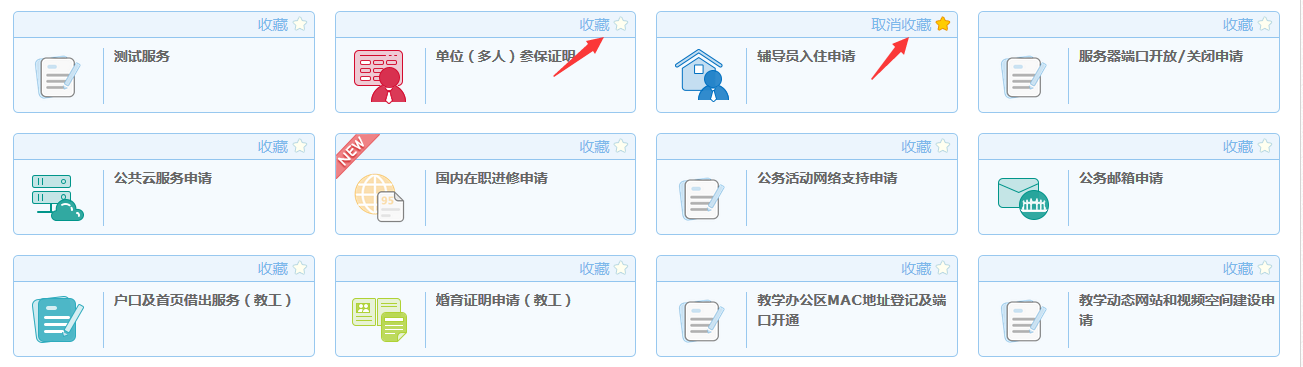 收藏
收藏
取消收藏
收藏
测试服务
单位（多人）参保证明
辅导员入住申请
服务器端口开放/关闭申请
收藏
收藏
收藏
收藏
公共云服务申请
NEW
国内在职进修申请
95
公务活动网络支持申请
公务邮箱申请
收藏
收藏
收藏
收藏
户口及首页借出服务（教工）
婚育证明申请（教工）
教学办公区MAC地址登记及端
口开通
教学动态网站和视频空间建设申
请